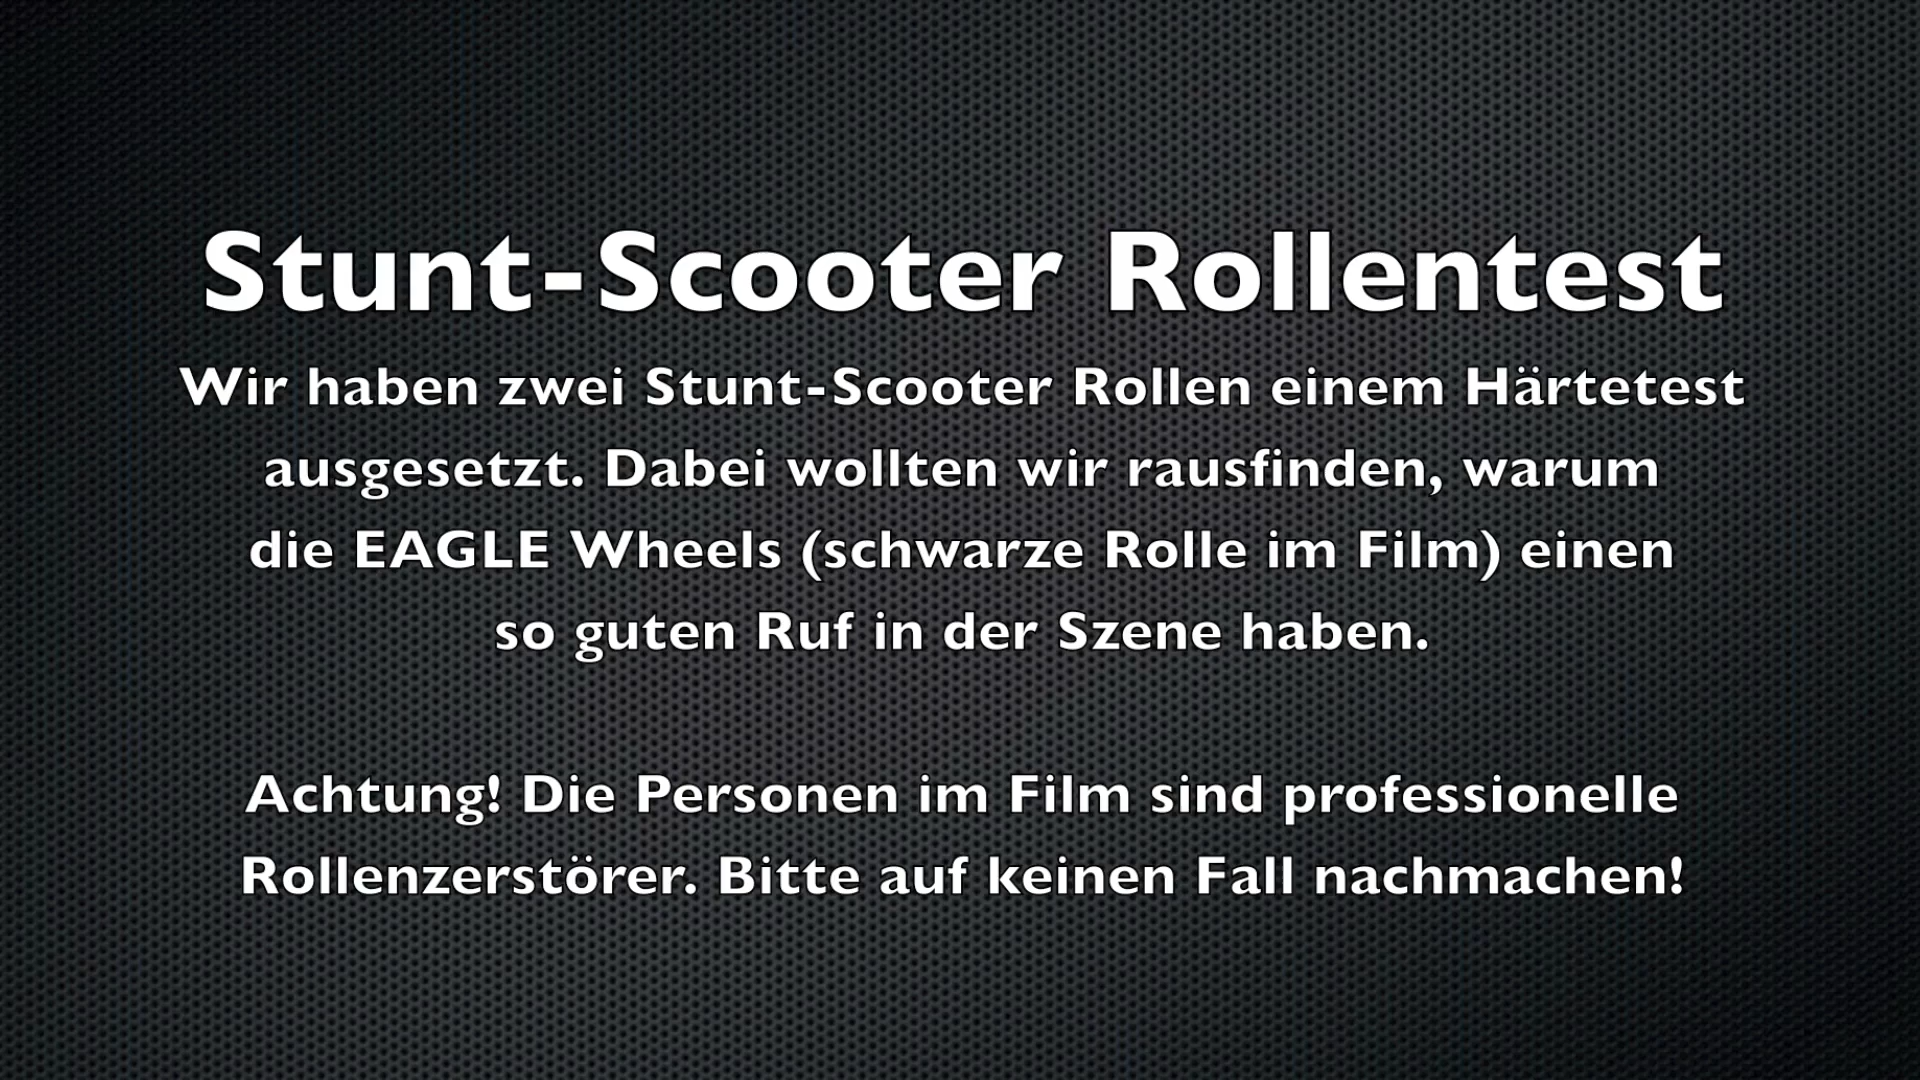 Stunt-Scooter Rollentest
Wir haben zwei Stunt-Scooter Rollen einem Härtetest
ausgesetzt. Dabei wollten wir rausfinden, warum
die EAGLE Wheels (schwarze Rolle im Film) einen
so guten Ruf in der Szene haben.
Achtung! Die Personen im Film sind professionelle
Rollenzerstörer. Bitte auf keinen Fall nachmachen!